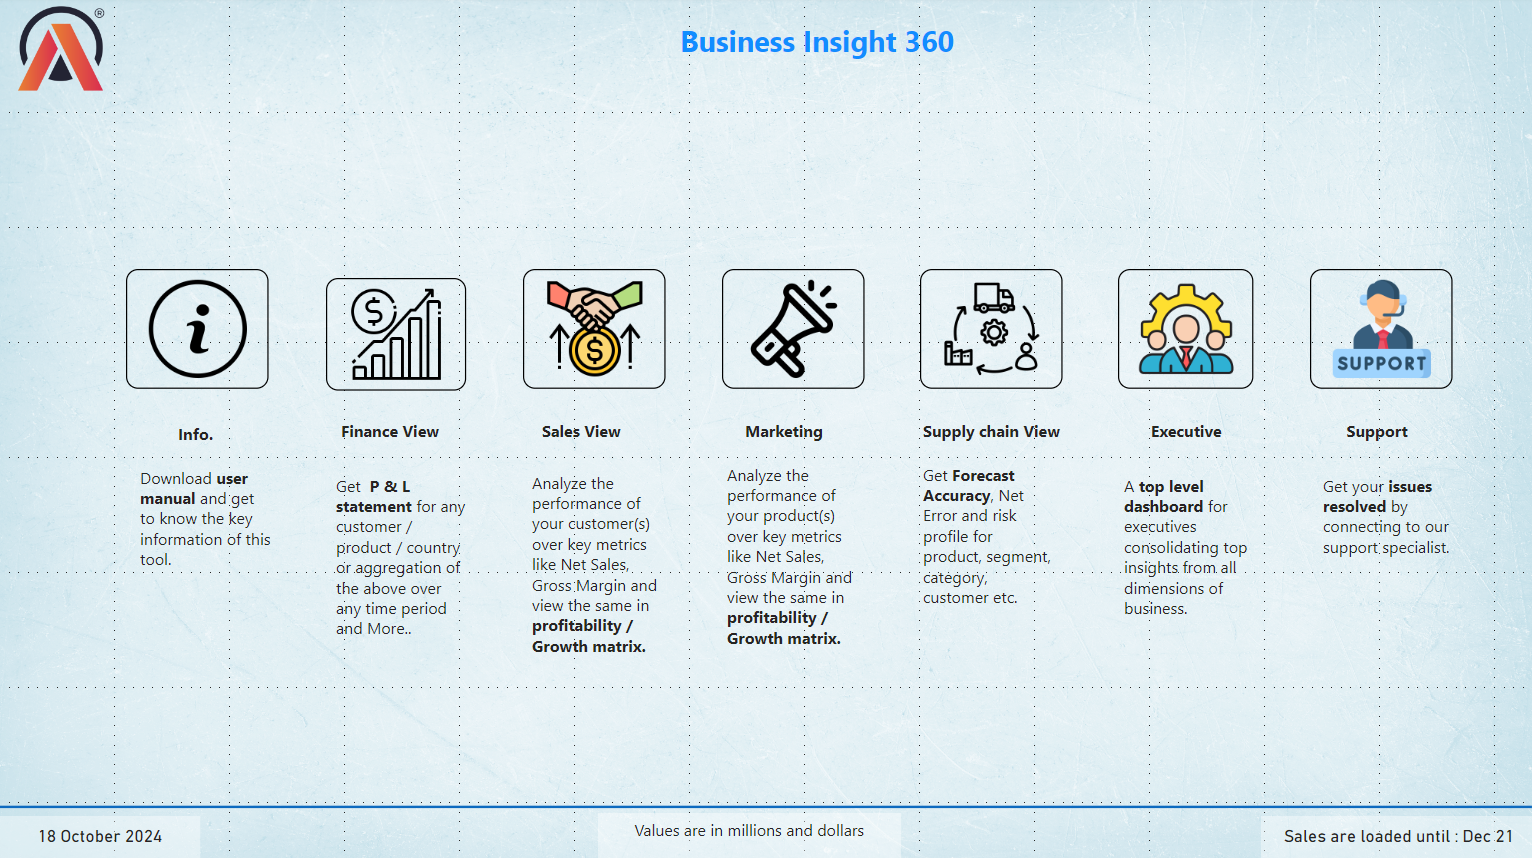 ®
Business Insight 360
SUPPORT
Info.
Finance View
Sales View
Marketing
Supply chain View
Executive
Support
Download user
manual and get
to know the key
information of this
tool.
Get P & L
statement for any
customer /
product / country
or aggregation of
the above over
any time period
and More..
Analyze the
performance of
your customer(s)
over key metrics
like Net Sales,
Gross Margin and
view the same in
profitability /
Growth matrix.
Analyze the
performance of
your product(s)
over key metrics
like Net Sales,
Gross Margin and
view the same in
profitability /
Growth matrix.
Get Forecast
Accuracy, Net
Error and risk
profile for
product, segment,
category,
customer etc.
A top level
dashboard for
executives
consolidating top
insights from all
dimensions of
business.
Get your issues
resolved by
connecting to our
support specialist.
18 October 2024
Values are in millions and dollars
Sales are loaded until : Dec 21